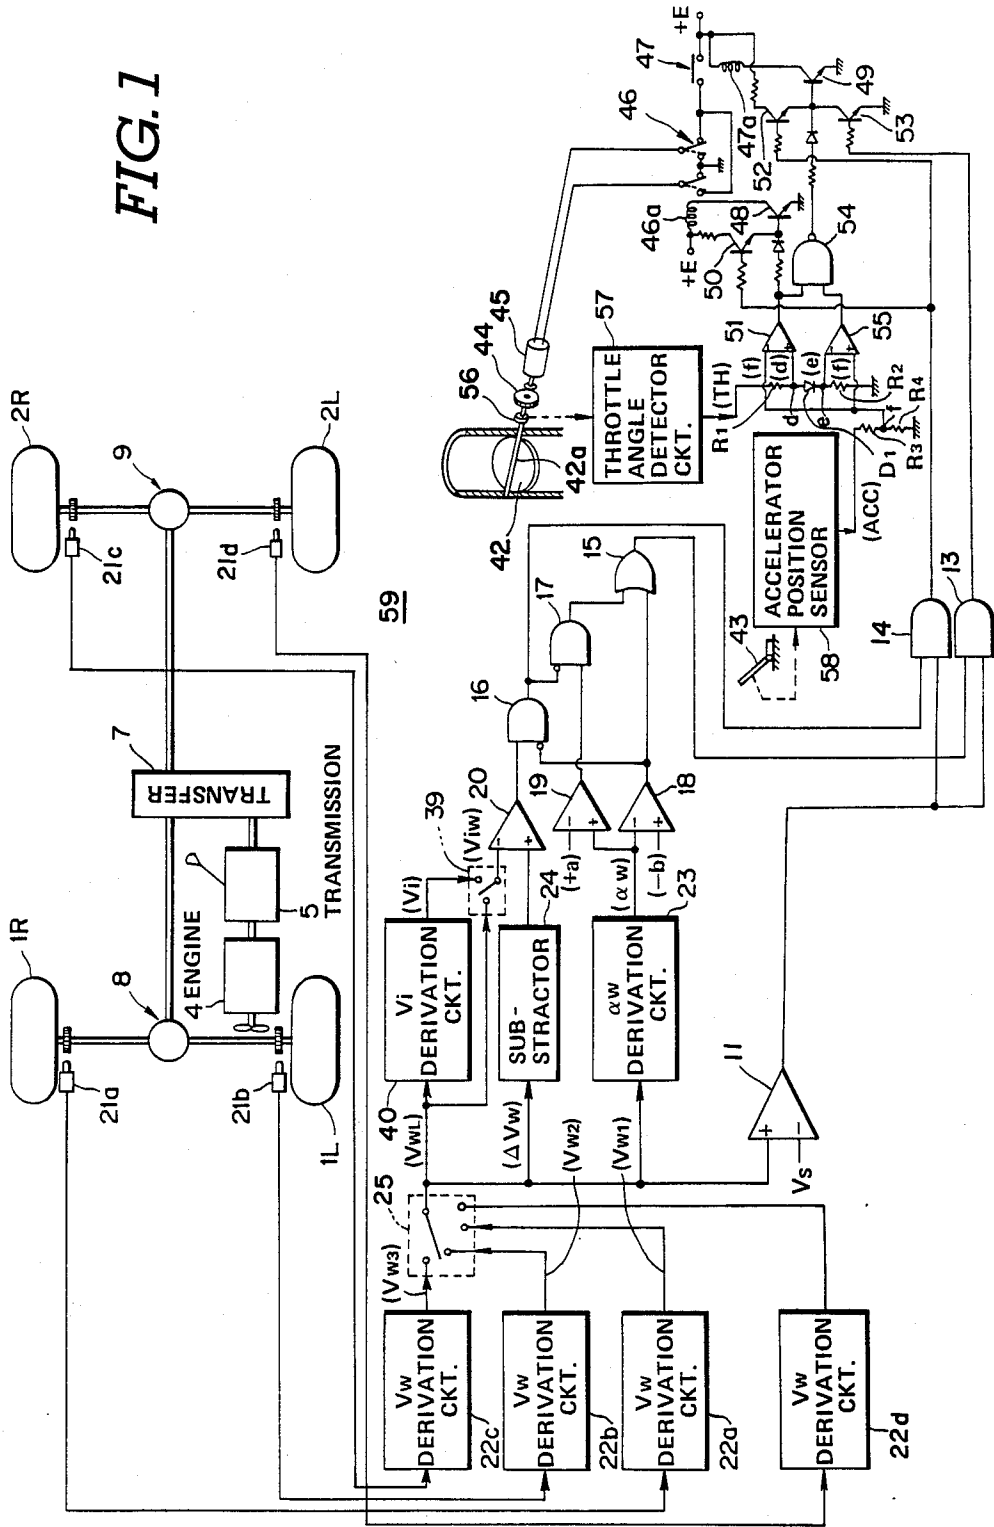 FIG. 1
2R
2L
9
21c
21d
7
TRANSFER
TRANSMISSION
5
4 ENGINE
1R
1L
8
21a
21b
59
+E
47
46
47a
49
52
53
46a
48
+E
50
54
51
55
45
44
56
42a
42
57
THROTTLE
ANGLE
DETECTOR
CKT.
(TH)
R1
(f)
(d)
(e)
(f)
d
e
f
R2
R4
R3
D1
(ACC)
ACCELERATOR
POSITION
SENSOR
58
43
15
17
16
14
13
39
20
19
18
(Vi)
(Viw)
(+a)
(αw)
(−b)
24
23
Vi
DERIVATION
CKT.
40
SUB-
STRACTOR
αw
DERIVATION
CKT.
(VWL)
(ΔVw)
(Vw2)
(Vw1)
11
+
−
Vs
25
(Vw3)
Vw
DERIVATION
CKT.
22c
Vw
DERIVATION
CKT.
22b
Vw
DERIVATION
CKT.
22a
Vw
DERIVATION
CKT.
22d